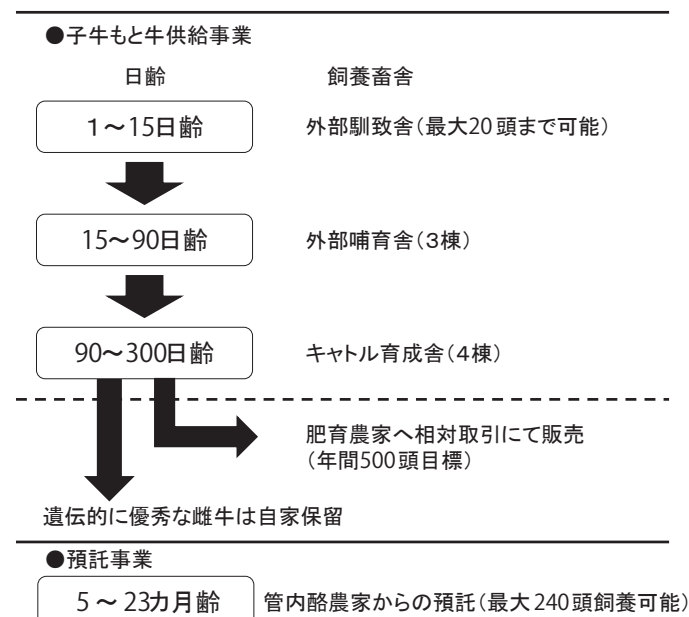 ●子牛もと牛供給事業
日齢 飼養畜舎
1～15日齢 外部馴致舎（最大20頭まで可能）
15～90日齢 外部哺育舎（3棟）
90～300日齢 キャトル育成舎（4棟）
肥育農家へ相対取引にて販売
（年間500頭目標）
遺伝的に優秀な雌牛は自家保留
●預託事業
5～23カ月齢 管内酪農家からの預託（最大240頭飼養可能）